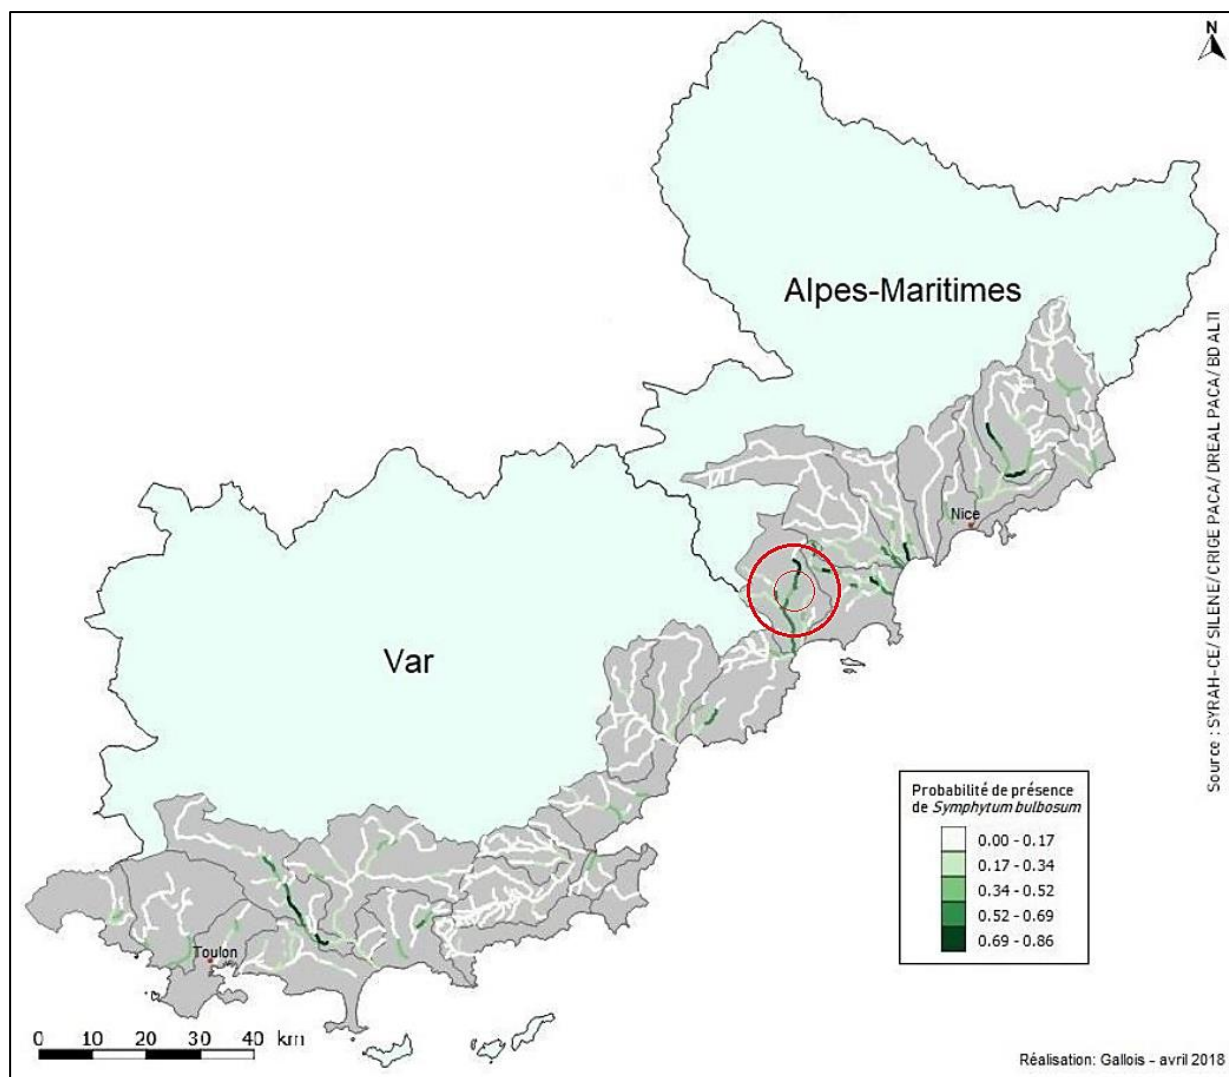 N
Alpes-Maritimes
Source : SYRAH-CE/ SILENE/ CRIGE PACA/ DREAL PACA/ BD ALTI
Nice
Var
Probabilité de présence
de Symphytum bulbosum
0.00 - 0.17
0.17 - 0.34
0.34 - 0.52
0.52 - 0.69
0.69 - 0.86
Toulon
0 10 20 30 40 km
Réalisation: Gallois - avril 2018